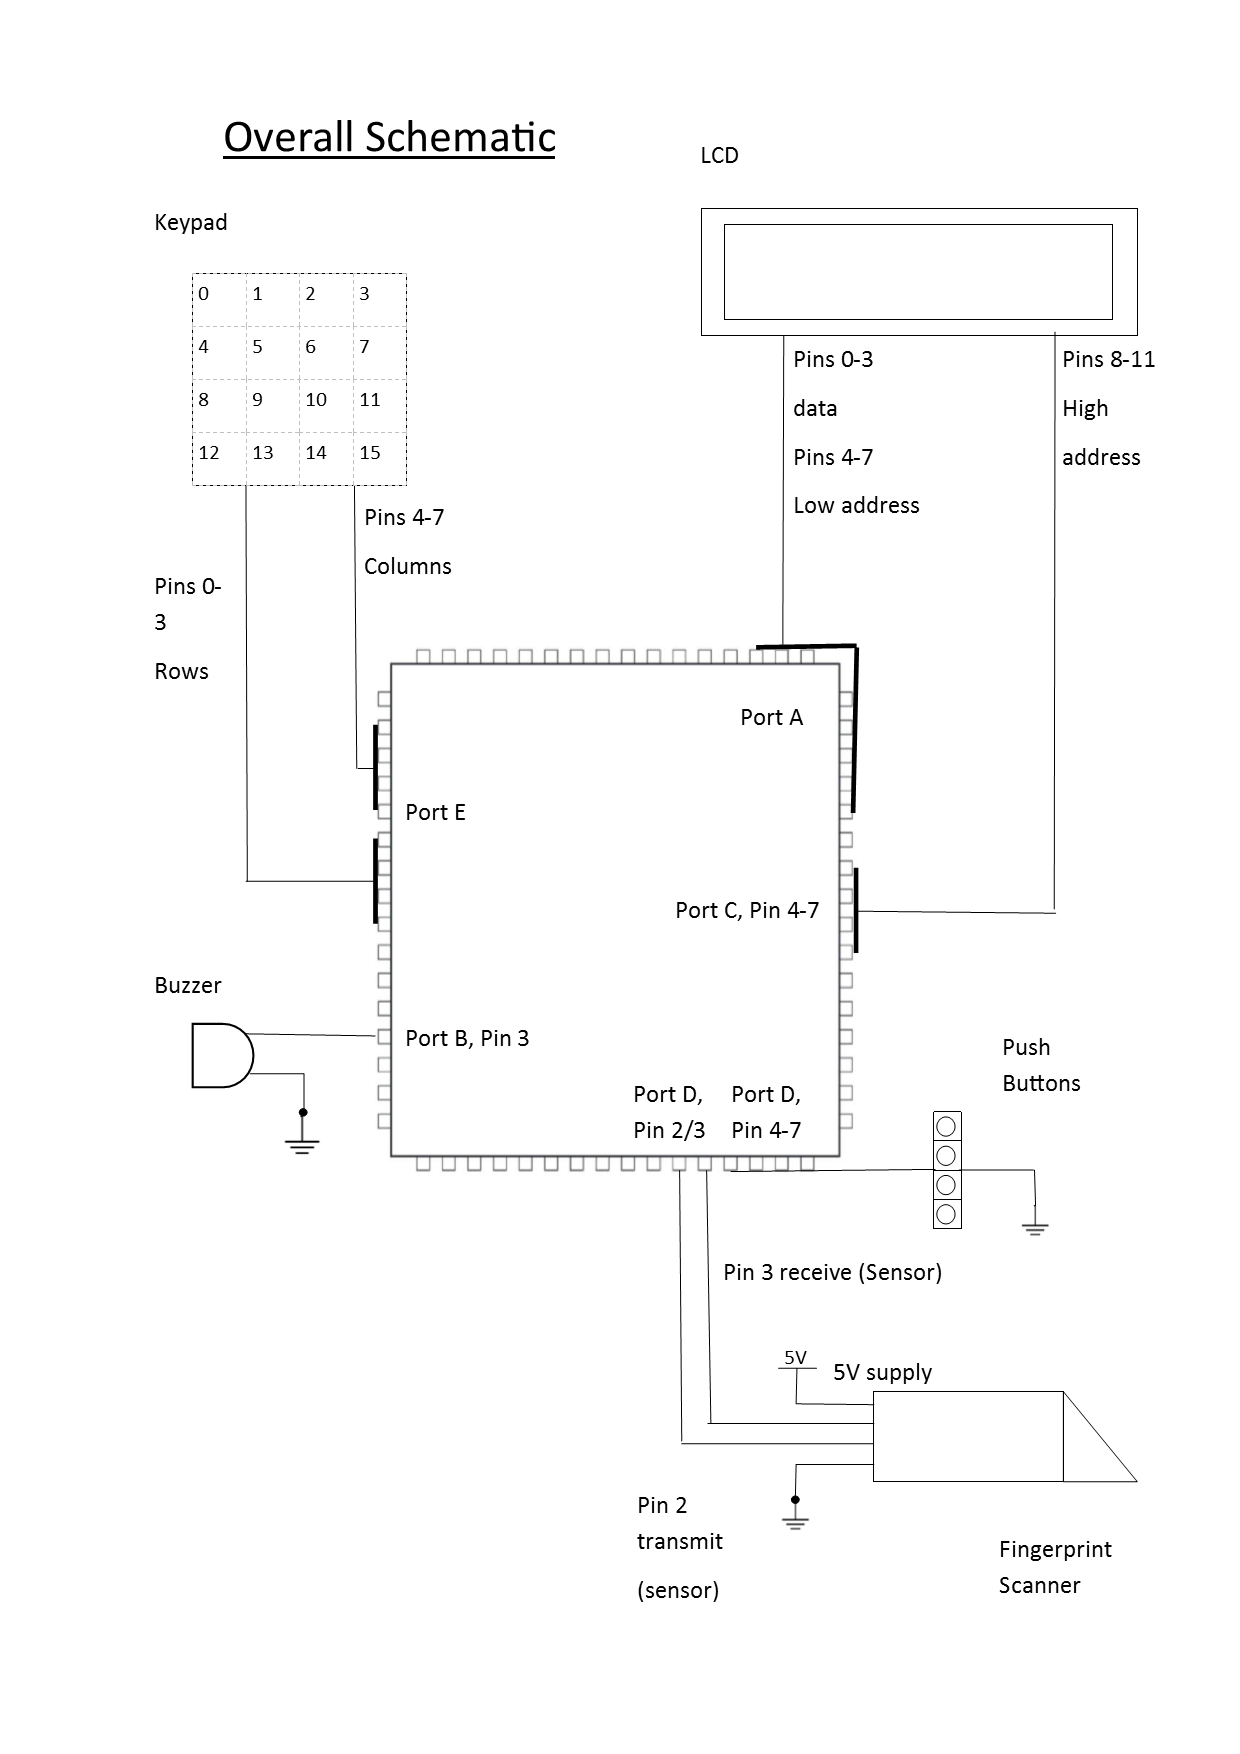 Overall Schematic
LCD
Keypad
0 1 2 3
4 5 6 7
8 9 10 11
12 13 14 15
Pins 0-3
data
Pins 4-7
Low address
Pins 8-11
High
address
Pins 4-7
Columns
Pins 0-
3
Rows
Port A
Port E
Port C, Pin 4-7
Buzzer
Port B, Pin 3
Port D,
Pin 2/3
Port D,
Pin 4-7
Push
Buttons
Pin 3 receive (Sensor)
5V
5V supply
Pin 2
transmit
(sensor)
Fingerprint
Scanner